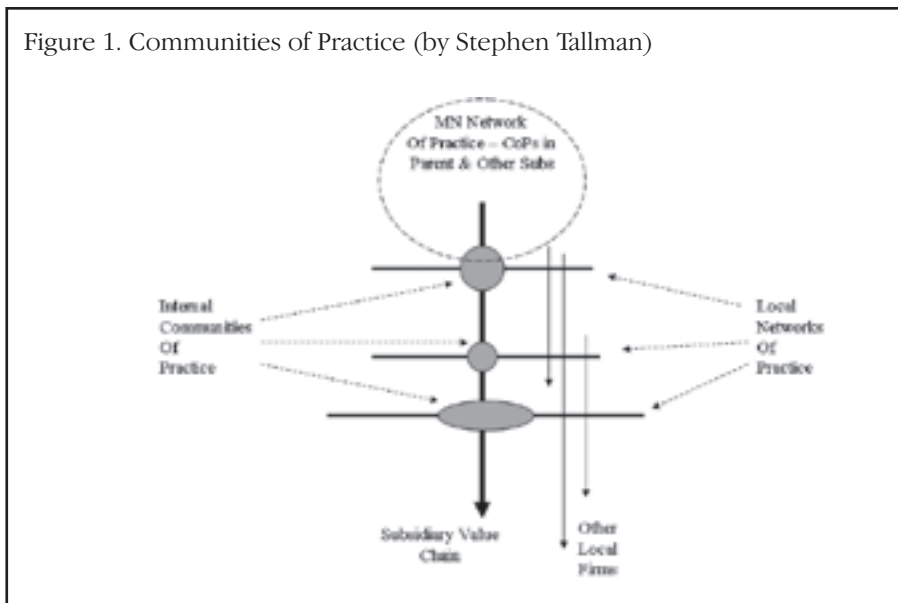 Figure 1. Communities of Practice (by Stephen Tallman)
MN Network
Of Practice – CoPs in
Parent & Other Subs
Internal
Communities
Of
Practice
Local
Networks
Of
Practice
Subsidiary Value
Chain
Other
Local
Firms